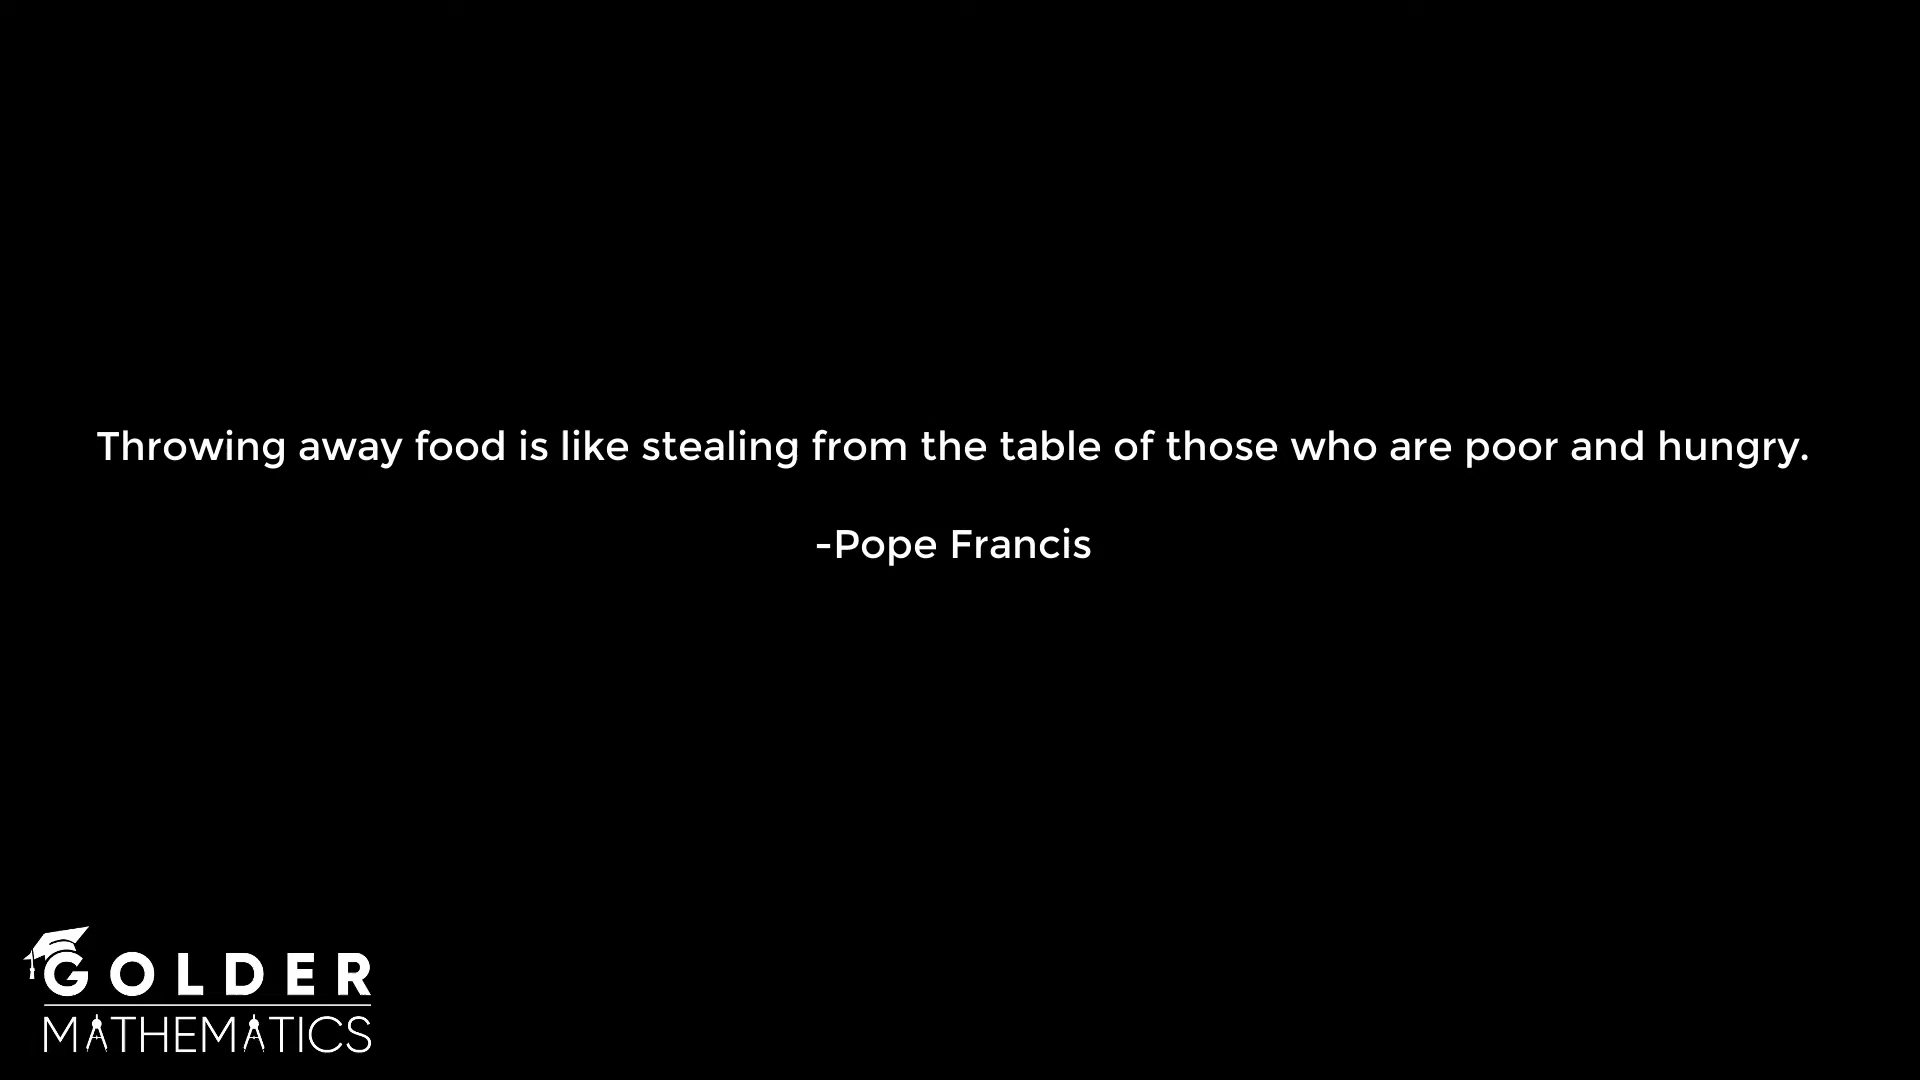 Throwing away food is like stealing from the table of those who are poor and hungry.
-Pope Francis
GOLDER
MATHEMATICS